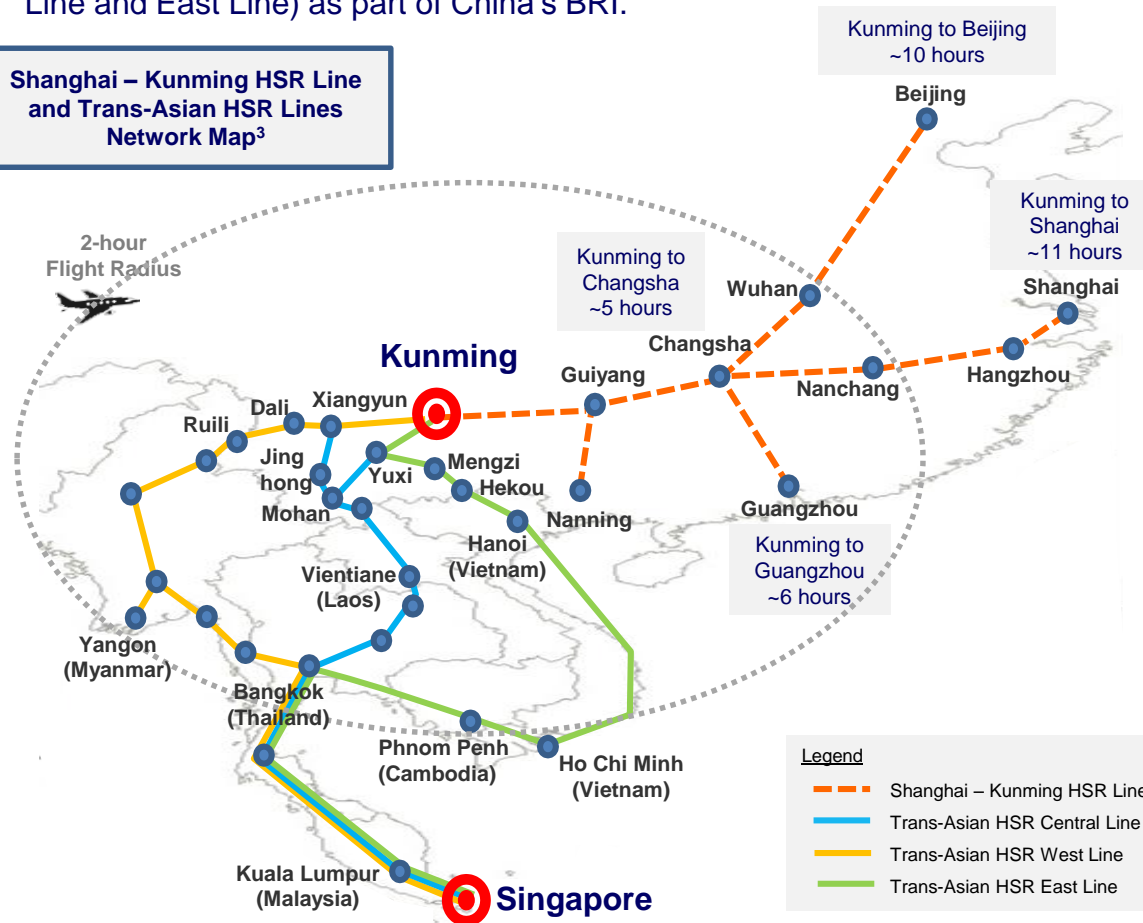 Line and East Line) as part of China's BRI.
Shanghai – Kunming HSR Line
and Trans-Asian HSR Lines
Network Map3
Kunming to Beijing
~10 hours
Beijing
Kunming to
Shanghai
~11 hours
Shanghai
2-hour
Flight Radius
Kunming to
Changsha
~5 hours
Wuhan
Changsha
Kunming
Guiyang
Nanchang
Hangzhou
Xiangyun
Dali
Ruili
Jing
hong
Yuxi
Mengzi
Hekou
Mohan
Nanning
Guangzhou
Hanoi
(Vietnam)
Kunming to
Guangzhou
~6 hours
Vientiane
(Laos)
Yangon
(Myanmar)
Bangkok
(Thailand)
Phnom Penh
(Cambodia)
Ho Chi Minh
(Vietnam)
Kuala Lumpur
(Malaysia)
Singapore
Legend
Shanghai – Kunming HSR Line
Trans-Asian HSR Central Line
Trans-Asian HSR West Line
Trans-Asian HSR East Line